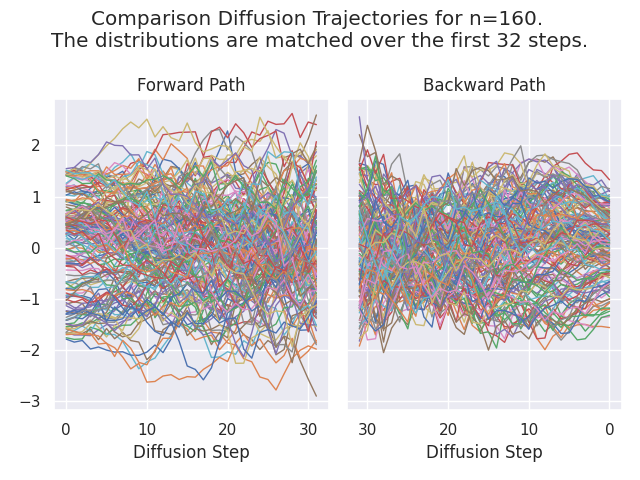 Comparison Diffusion Trajectories for n=160.
The distributions are matched over the first 32 steps.
Forward Path
Backward Path
2
1
0
−1
−2
−3
0 10 20 30
30 20 10 0
Diffusion Step
Diffusion Step